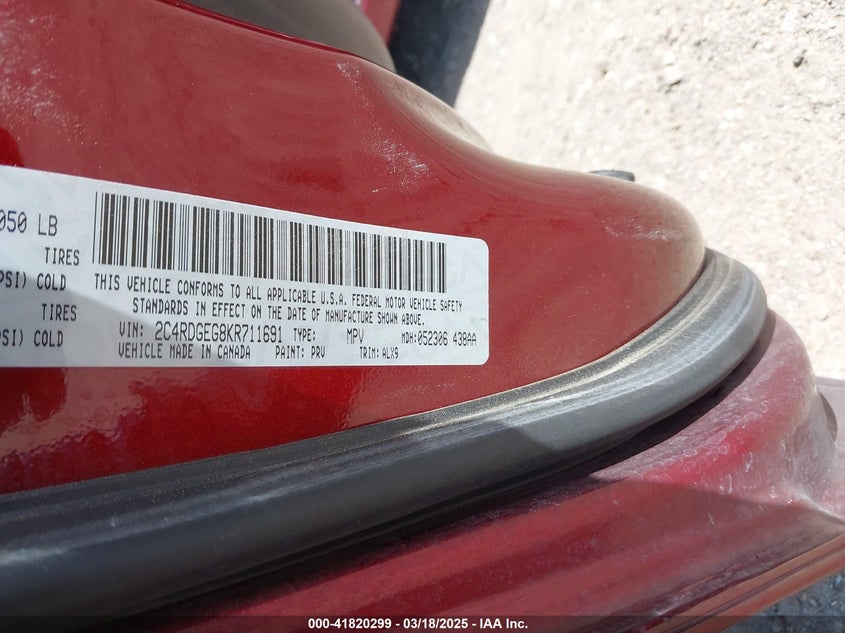 050 LB
TIRES
PSI) COLD
TIRES
PSI) COLD
THIS VEHICLE CONFORMS TO ALL APPLICABLE U.S.A. FEDERAL MOTOR VEHICLE SAFETY
STANDARDS IN EFFECT ON THE DATE OF MANUFACTURE SHOWN ABOVE.
VIN: 2C4RDGEG8KR711691 TYPE: MPV MDH:052306 438AA
VEHICLE MADE IN CANADA PAINT: PRV TRIM: ALX9
000-41820299 - 03/18/2025 - IAA Inc.